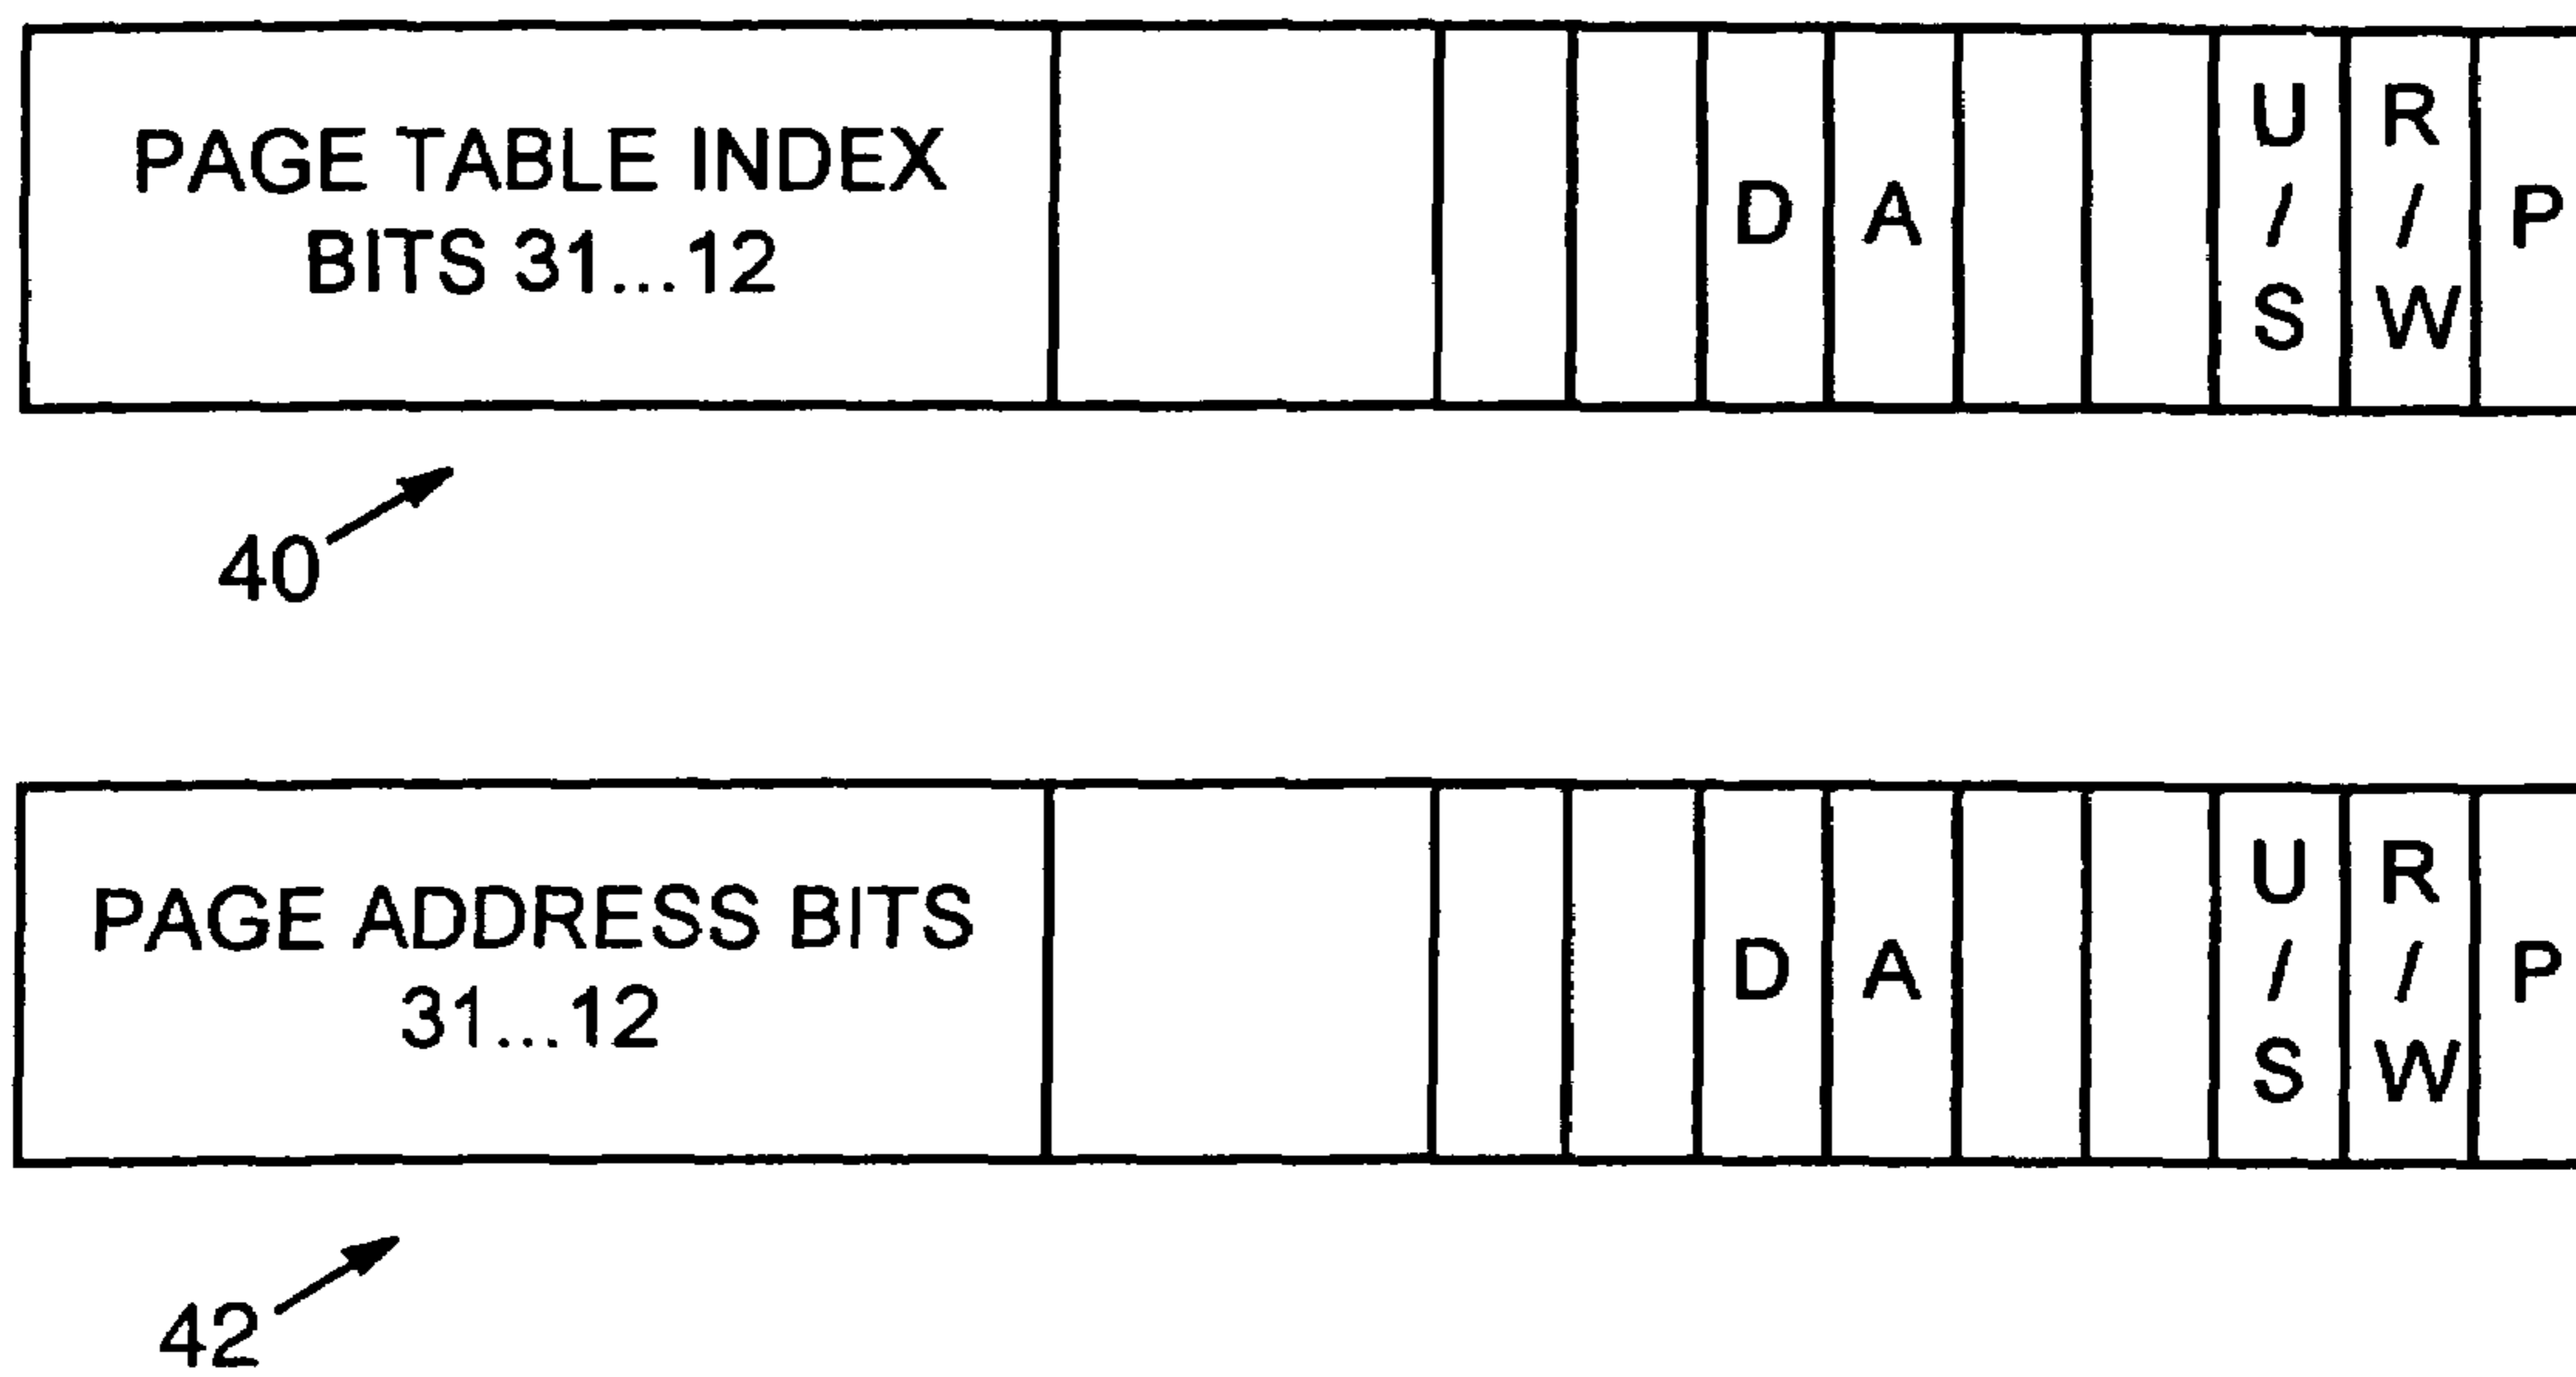 PAGE TABLE INDEX
BITS 31...12
D
A
U
/
S
R
/
W
P
40
PAGE ADDRESS BITS
31...12
D
A
U
/
S
R
/
W
P
42